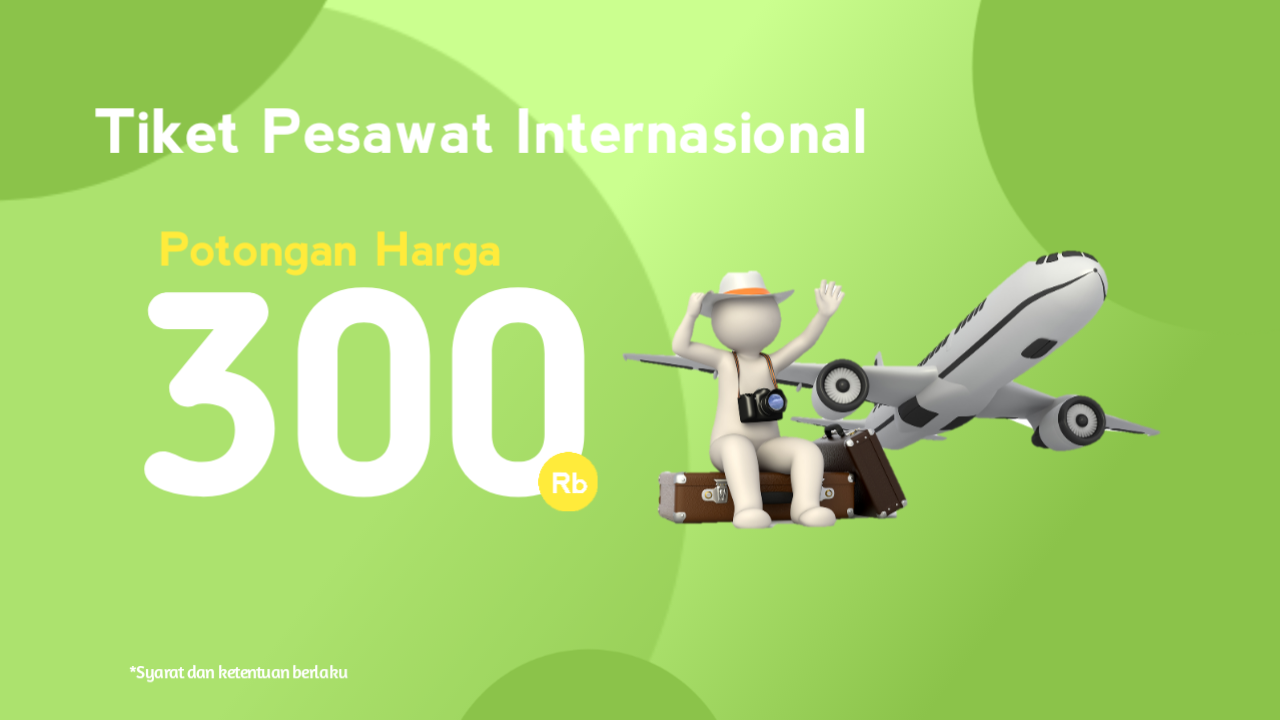 Tiket Pesawat Internasional
Potongan Harga
300
Rb
*Syarat dan ketentuan berlaku